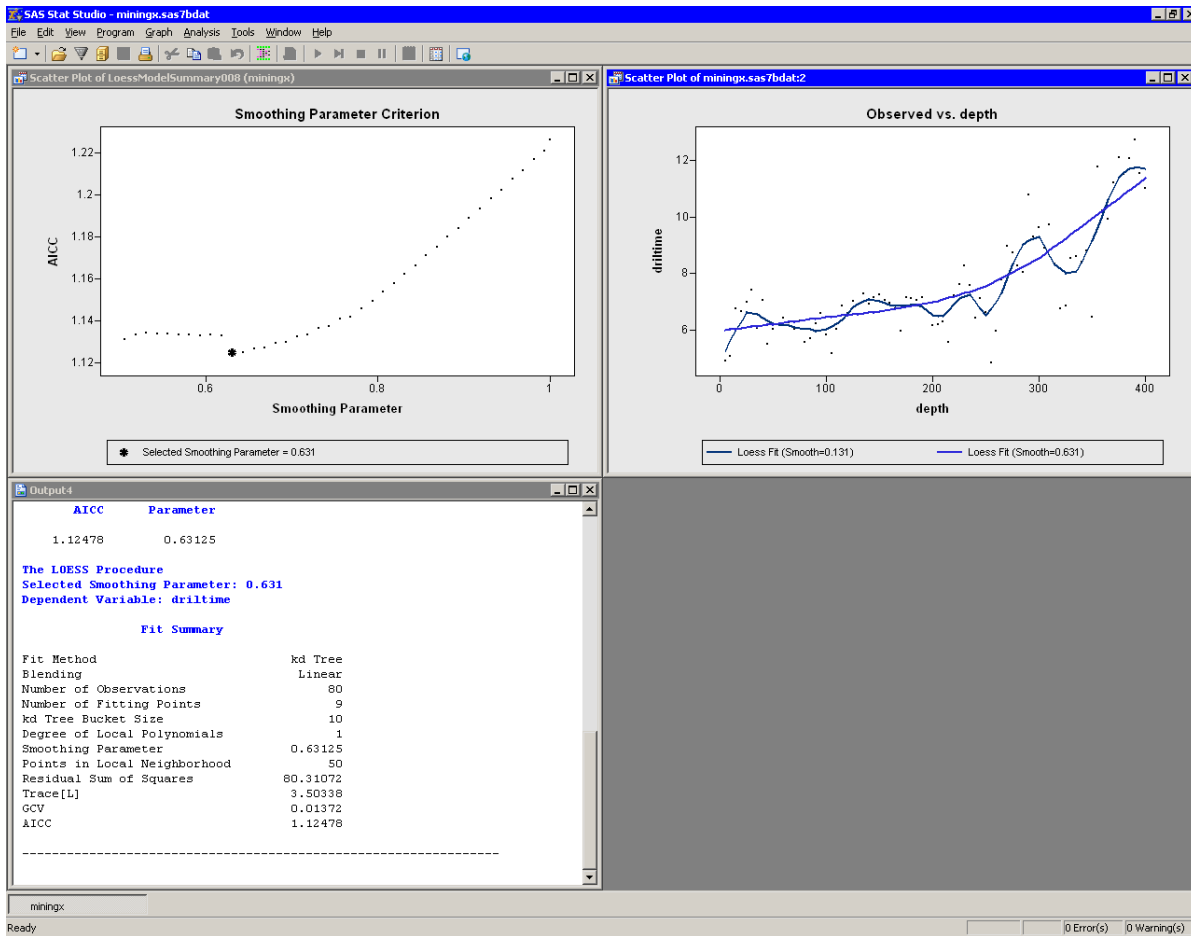 SAS Stat Studio - miningx.sas7bdat
File Edit View Program Graph Analysis Tools Window Help
Scatter Plot of LoessModelSummary008 (miningx)
Smoothing Parameter Criterion
AICC
1.22
1.2
1.18
1.16
1.14
1.12
0.6 0.8 1
Smoothing Parameter
Selected Smoothing Parameter = 0.631
Scatter Plot of miningx.sas7bdat:2
Observed vs. depth
driltime
12
10
8
6
0 100 200 300 400
depth
Loess Fit (Smooth=0.131) Loess Fit (Smooth=0.631)
Output4
AICC Parameter
1.12478 0.63125
The LOESS Procedure
Selected Smoothing Parameter: 0.631
Dependent Variable: driltime
Fit Summary
Fit Method kd Tree
Blending Linear
Number of Observations 80
Number of Fitting Points 9
kd Tree Bucket Size 10
Degree of Local Polynomials 1
Smoothing Parameter 0.63125
Points in Local Neighborhood 50
Residual Sum of Squares 80.31072
Trace[L] 3.50338
GCV 0.01372
AICC 1.12478
miningx
Ready 0 Error(s) 0 Warning(s)